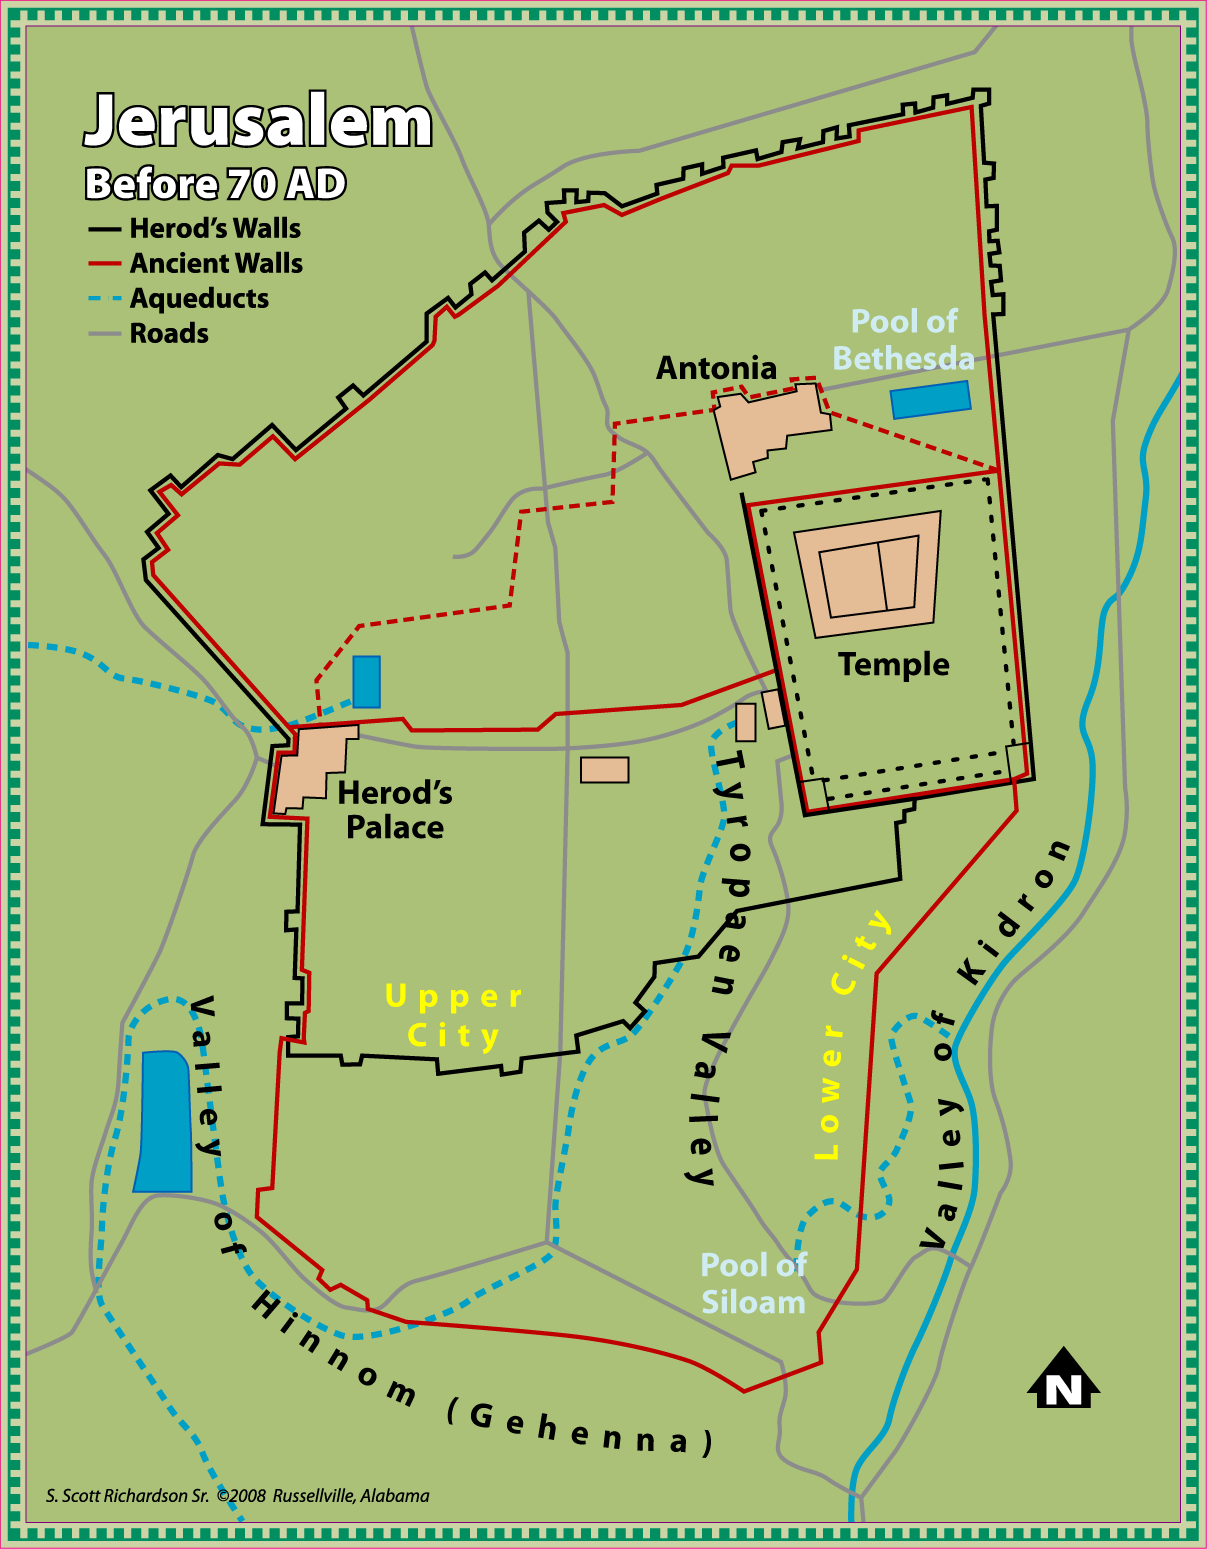 Jerusalem
Before 70 AD
Herod's Walls
Ancient Walls
Aqueducts
Roads
Pool of
Bethesda
Antonia
Temple
Herod's
Palace
Tyropaen Valley
Upper
City
Lower City
Valley of Kidron
Valley of Hinnom (Gehenna)
Pool of
Siloam
N
S. Scott Richardson Sr. ©2008 Russellville, Alabama